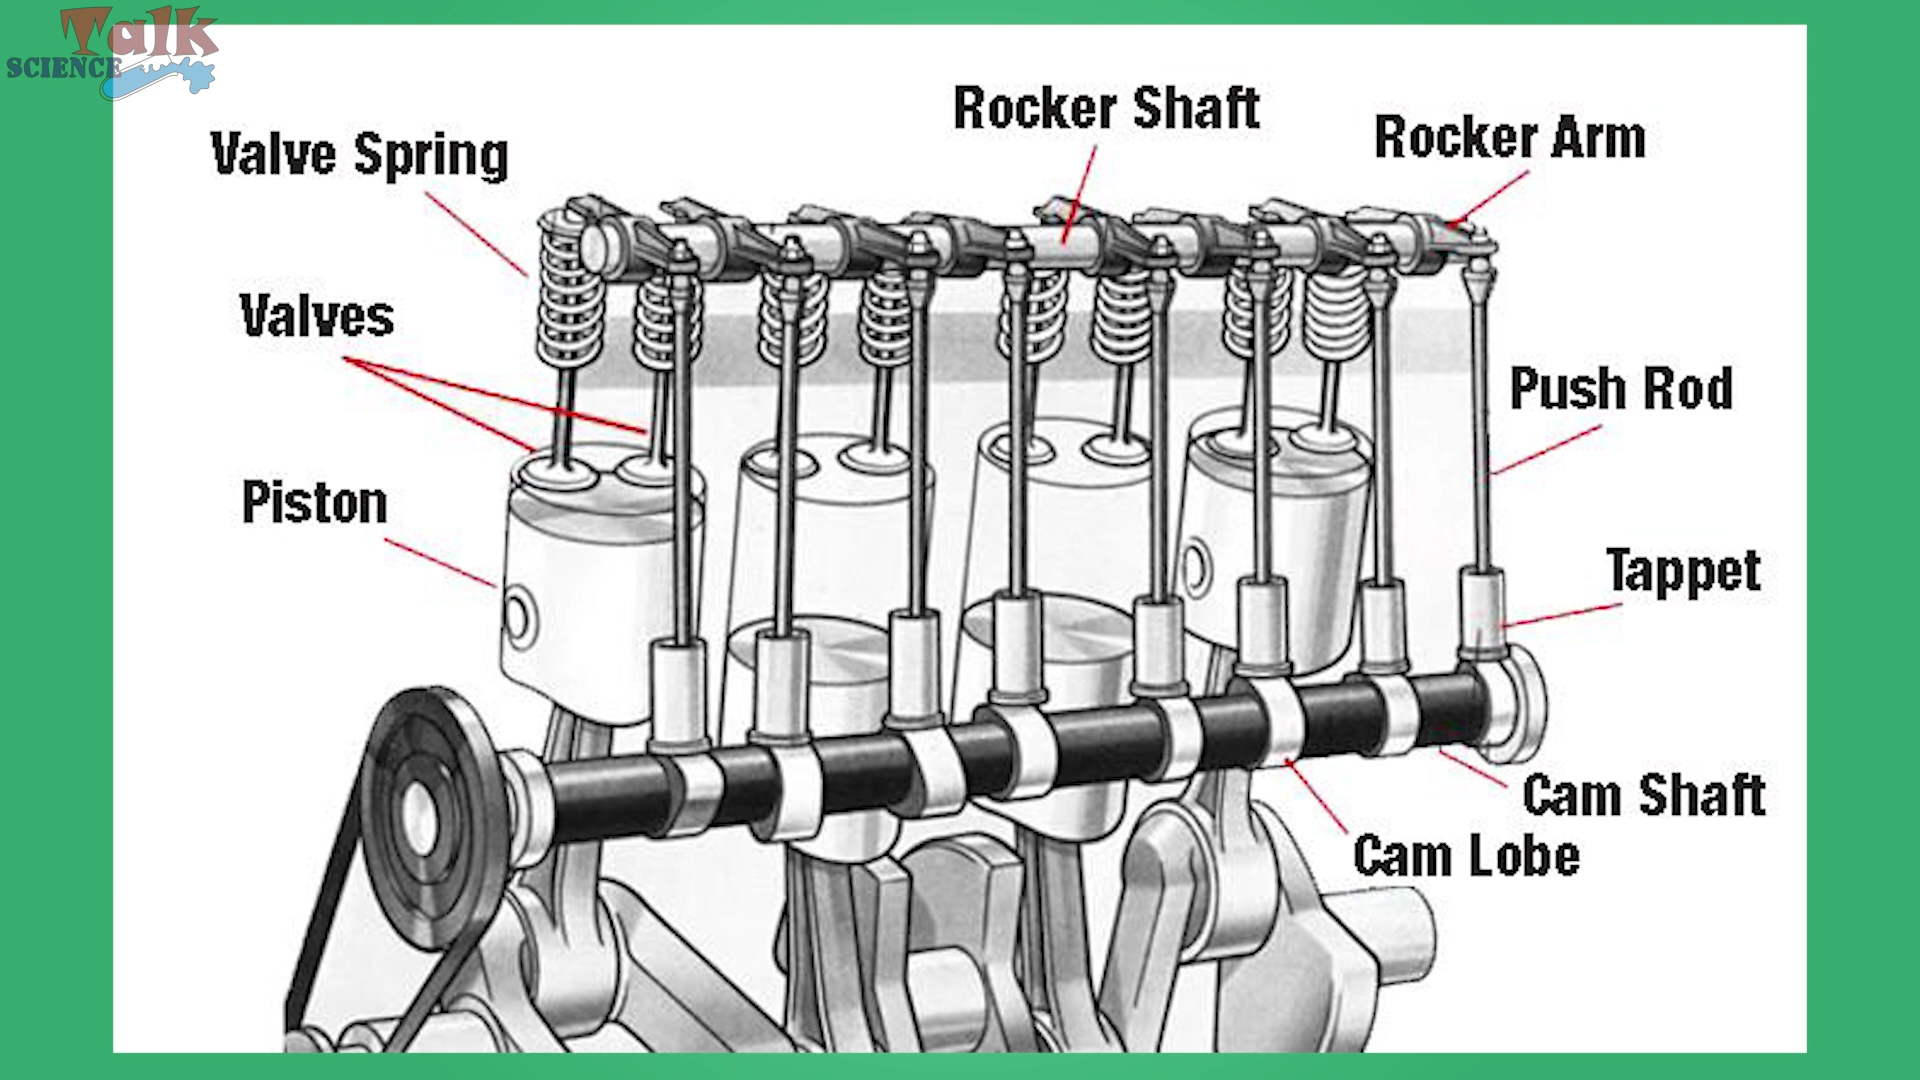 Talk
SCIENCE
Rocker Shaft
Rocker Arm
Valve Spring
Valves
Push Rod
Piston
Tappet
Cam Shaft
Cam Lobe